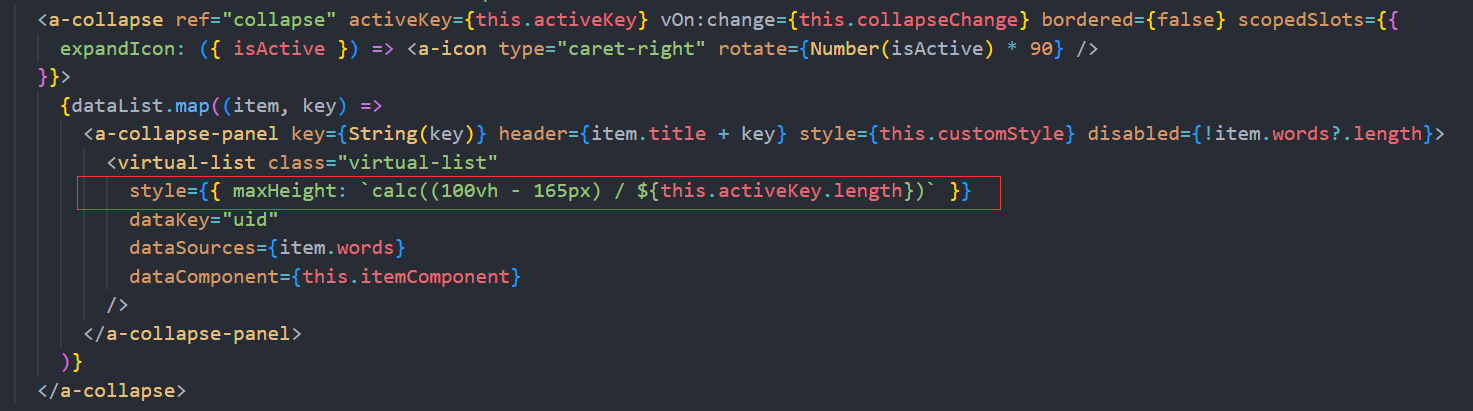 <a-collapse ref="collapse" activeKey={this.activeKey} vOn:change={this.collapseChange} bordered={false} scopedSlots={{
expandIcon: ({ isActive }) => <a-icon type="caret-right" rotate={Number(isActive) * 90} />
}}>
{dataList.map((item, key) =>
<a-collapse-panel key={String(key)} header={item.title + key} style={this.customStyle} disabled={!item.words?.length}>
<virtual-list class="virtual-list"
style={{ maxHeight: `calc((100vh - 165px) / ${this.activeKey.length})` }}
dataKey="uid"
dataSources={item.words}
dataComponent={this.itemComponent}
/>
</a-collapse-panel>
)}
</a-collapse>